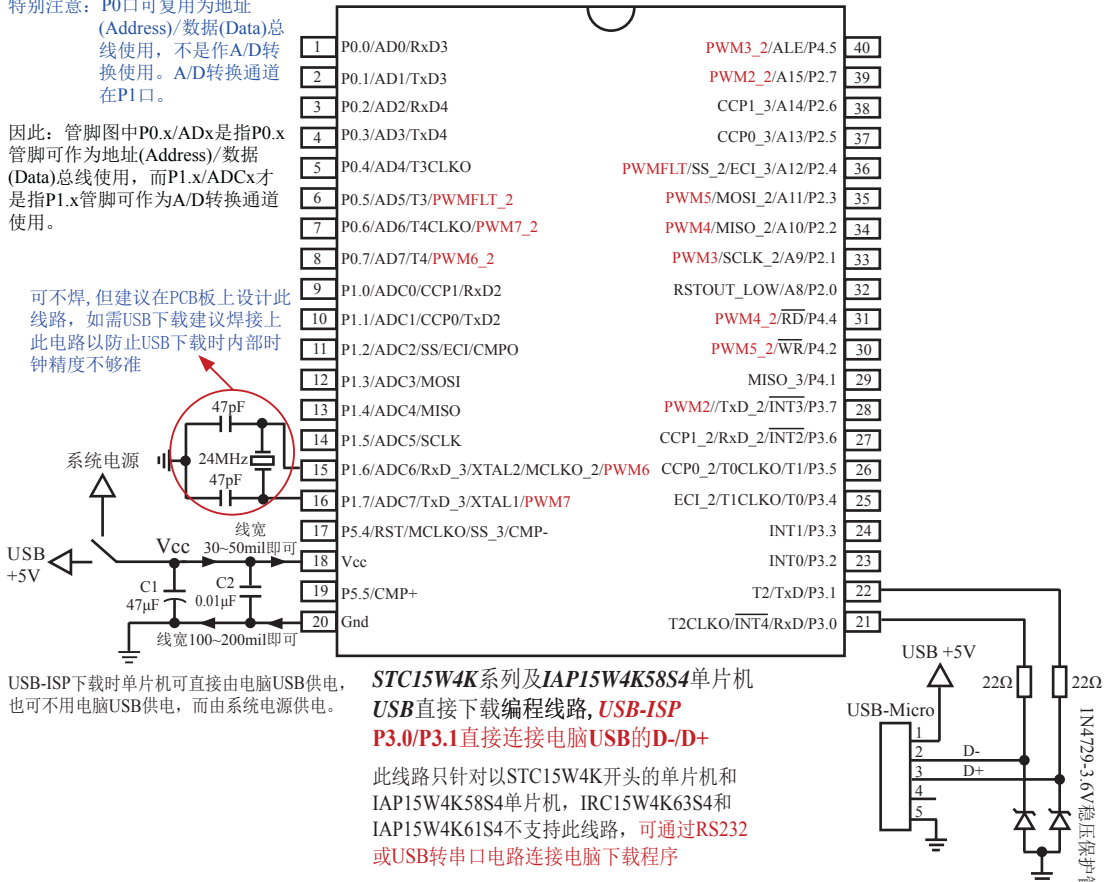 特别注意：P0口可复用为地址
(Address)/数据(Data)总
线使用，不是作A/D转
换使用。A/D转换通道
在P1口。
因此：管脚图中P0.x/ADx是指P0.x
管脚可作为地址(Address)/数据
(Data)总线使用，而P1.x/ADCx才
是指P1.x管脚可作为A/D转换通道
使用。
可不焊,但建议在PCB板上设计此
线路，如需USB下载建议焊接上
此电路以防止USB下载时内部时
钟精度不够准
47pF
24MHz
47pF
系统电源
USB
+5V
Vcc
线宽
30~50mil即可
C1
47μF
C2
0.01μF
线宽100~200mil即可
USB-ISP下载时单片机可直接由电脑USB供电，
也可不用电脑USB供电，而由系统电源供电。
1 P0.0/AD0/RxD3
2 P0.1/AD1/TxD3
3 P0.2/AD2/RxD4
4 P0.3/AD3/TxD4
5 P0.4/AD4/T3CLKO
6 P0.5/AD5/T3/PWMFLT_2
7 P0.6/AD6/T4CLKO/PWM7_2
8 P0.7/AD7/T4/PWM6_2
9 P1.0/ADC0/CCP1/RxD2
10 P1.1/ADC1/CCP0/TxD2
11 P1.2/ADC2/SS/ECI/CMPO
12 P1.3/ADC3/MOSI
13 P1.4/ADC4/MISO
14 P1.5/ADC5/SCLK
15 P1.6/ADC6/RxD_3/XTAL2/MCLKO_2/PWM6
16 P1.7/ADC7/TxD_3/XTAL1/PWM7
17 P5.4/RST/MCLKO/SS_3/CMP-
18 Vcc
19 P5.5/CMP+
20 Gnd
PWM3_2/ALE/P4.5 40
PWM2_2/A15/P2.7 39
CCP1_3/A14/P2.6 38
CCP0_3/A13/P2.5 37
PWMFLT/SS_2/ECI_3/A12/P2.4 36
PWM5/MOSI_2/A11/P2.3 35
PWM4/MISO_2/A10/P2.2 34
PWM3/SCLK_2/A9/P2.1 33
RSTOUT_LOW/A8/P2.0 32
PWM4_2/RD/P4.4 31
PWM5_2/WR/P4.2 30
MISO_3/P4.1 29
PWM2//TxD_2/INT3/P3.7 28
CCP1_2/RxD_2/INT2/P3.6 27
CCP0_2/T0CLKO/T1/P3.5 26
ECI_2/T1CLKO/T0/P3.4 25
INT1/P3.3 24
INT0/P3.2 23
T2/TxD/P3.1 22
T2CLKO/INT4/RxD/P3.0 21
STC15W4K系列及IAP15W4K58S4单片机
USB直接下载编程线路,USB-ISP
P3.0/P3.1直接连接电脑USB的D-/D+
此线路只针对以STC15W4K开头的单片机和
IAP15W4K58S4单片机，IRC15W4K63S4和
IAP15W4K61S4不支持此线路，可通过RS232
或USB转串口电路连接电脑下载程序
USB +5V
USB-Micro
1
2
3
4
5
D-
D+
22Ω
22Ω
1N4729-3.6V稳压保护